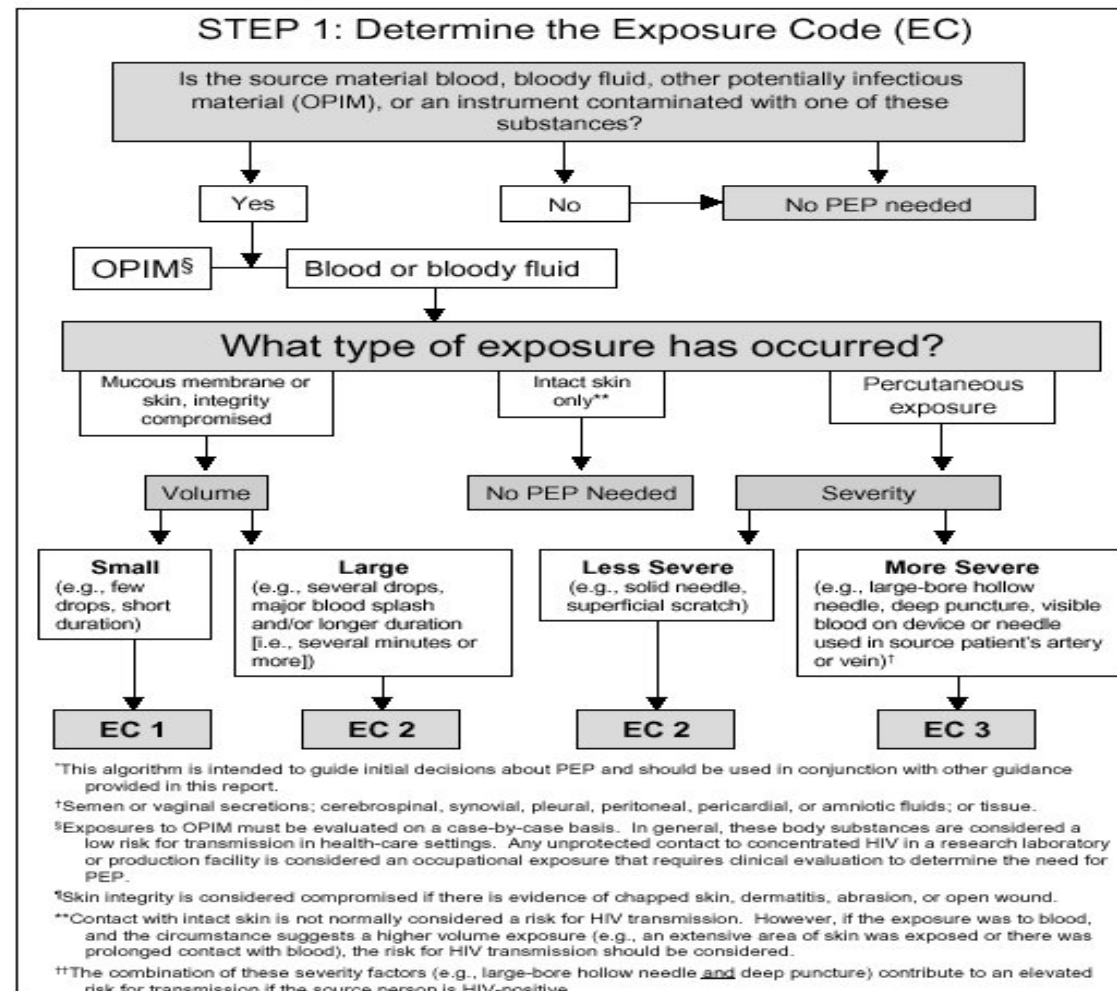 STEP 1: Determine the Exposure Code (EC)
Is the source material blood, bloody fluid, other potentially infectious
material (OPIM), or an instrument contaminated with one of these
substances?
Yes
No
No PEP needed
OPIM§
Blood or bloody fluid
What type of exposure has occurred?
Mucous membrane or
skin, integrity
compromised
Intact skin
only**
Percutaneous
exposure
Volume
No PEP Needed
Severity
Small
(e.g., few
drops, short
duration)
Large
(e.g., several drops,
major blood splash
and/or longer duration
[i.e., several minutes or
more])
Less Severe
(e.g., solid needle,
superficial scratch)
More Severe
(e.g., large-bore hollow
needle, deep puncture, visible
blood on device or needle
used in source patient's artery
or vein)†
EC 1
EC 2
EC 2
EC 3
*This algorithm is intended to guide initial decisions about PEP and should be used in conjunction with other guidance
provided in this report.
†Semen or vaginal secretions; cerebrospinal, synovial, pleural, peritoneal, pericardial, or amniotic fluids; or tissue.
§Exposures to OPIM must be evaluated on a case-by-case basis. In general, these body substances are considered a
low risk for transmission in health-care settings. Any unprotected contact to concentrated HIV in a research laboratory
or production facility is considered an occupational exposure that requires clinical evaluation to determine the need for
PEP.
¶Skin integrity is considered compromised if there is evidence of chapped skin, dermatitis, abrasion, or open wound.
**Contact with intact skin is not normally considered a risk for HIV transmission. However, if the exposure was to blood,
and the circumstance suggests a higher volume exposure (e.g., an extensive area of skin was exposed or there was
prolonged contact with blood), the risk for HIV transmission should be considered.
††The combination of these severity factors (e.g., large-bore hollow needle and deep puncture) contribute to an elevated
risk for transmission if the source person is HIV-positive.